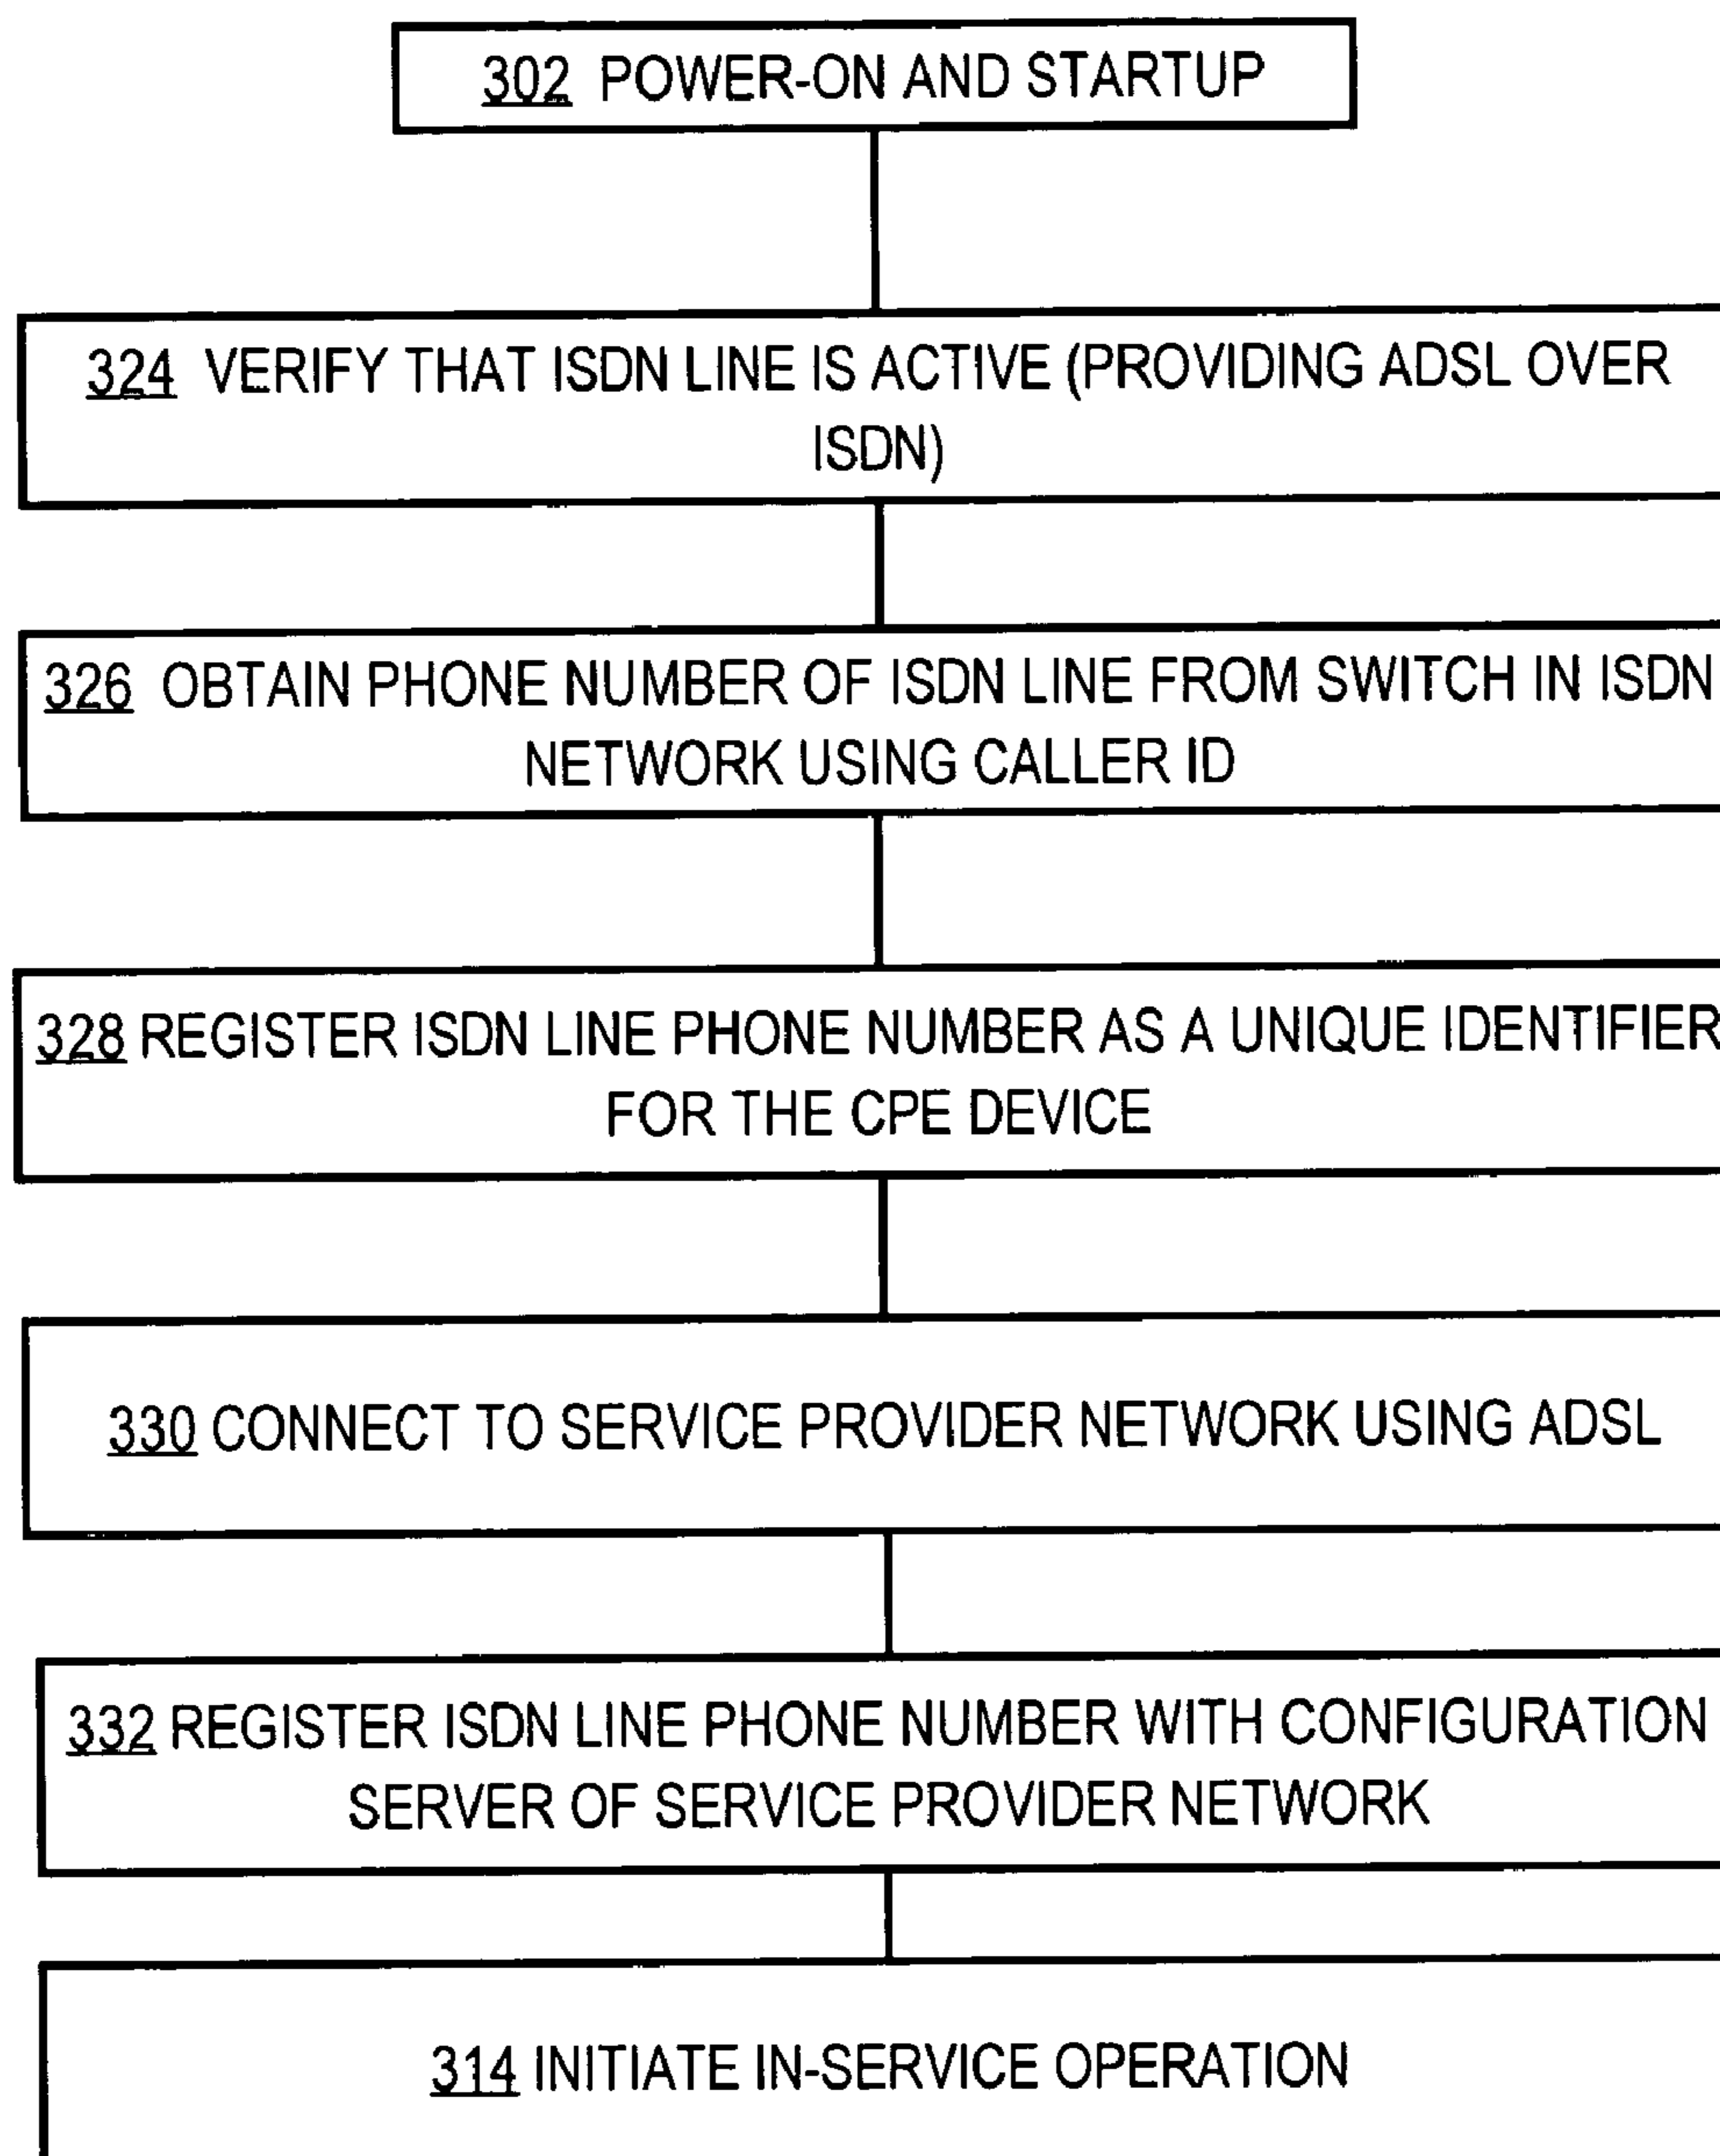 302 POWER-ON AND STARTUP
324 VERIFY THAT ISDN LINE IS ACTIVE (PROVIDING ADSL OVER
ISDN)
326 OBTAIN PHONE NUMBER OF ISDN LINE FROM SWITCH IN ISDN
NETWORK USING CALLER ID
328 REGISTER ISDN LINE PHONE NUMBER AS A UNIQUE IDENTIFIER
FOR THE CPE DEVICE
330 CONNECT TO SERVICE PROVIDER NETWORK USING ADSL
332 REGISTER ISDN LINE PHONE NUMBER WITH CONFIGURATION
SERVER OF SERVICE PROVIDER NETWORK
314 INITIATE IN-SERVICE OPERATION